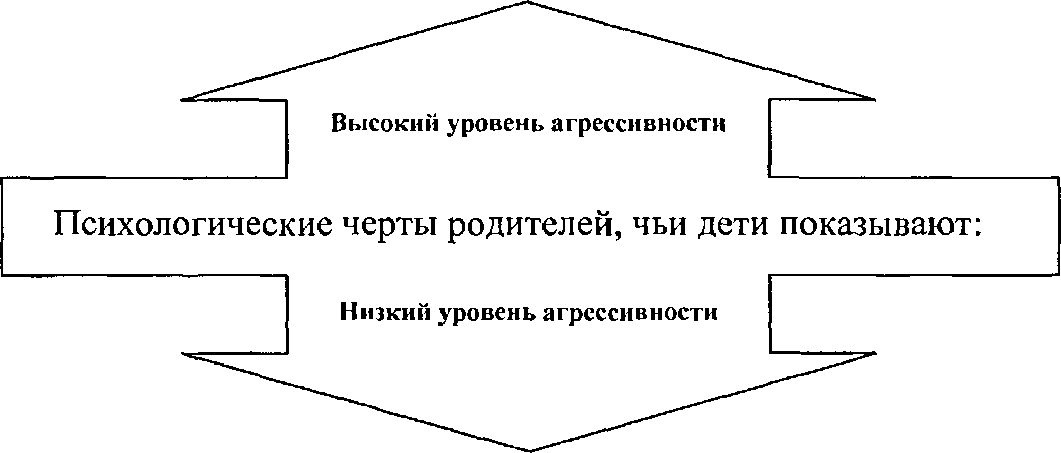 Высокий уровень агрессивности
Психологические черты родителей, чьи дети показывают:
Низкий уровень агрессивности